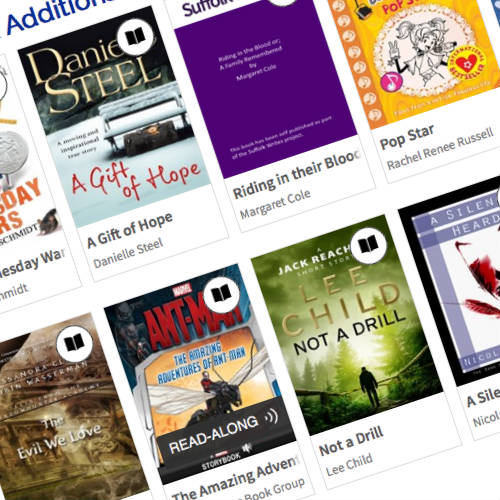 Additions
Suffolk
Danielle
STEEL
A moving and
inspirational
true story
A Gift
of Hope
A Gift of Hope
Danielle Steel
Riding in the Blood or;
A Family Remembered
by
Margaret Cole
This book has been self published as part
of the Suffolk Writes project.
Riding in their Blood
Margaret Cole
POP STAR
INTERNATIONAL
BESTSELLER
Pop Star
Rachel Renee Russell
SCHMIDT
nesday War
hmidt
The
Evil We Love
MARVEL
ANT-MAN
THE AMAZING
ADVENTURES OF ANT-MAN
READ-ALONG
STORYBOOK
The Amazing Adven
Book Group
A
JACK REACHER
SHORT STORY
LEE
CHILD
NOT A DRILL
Not a Drill
Lee Child
A SILEN
HEARD
NICOL
A Sile
Nicol